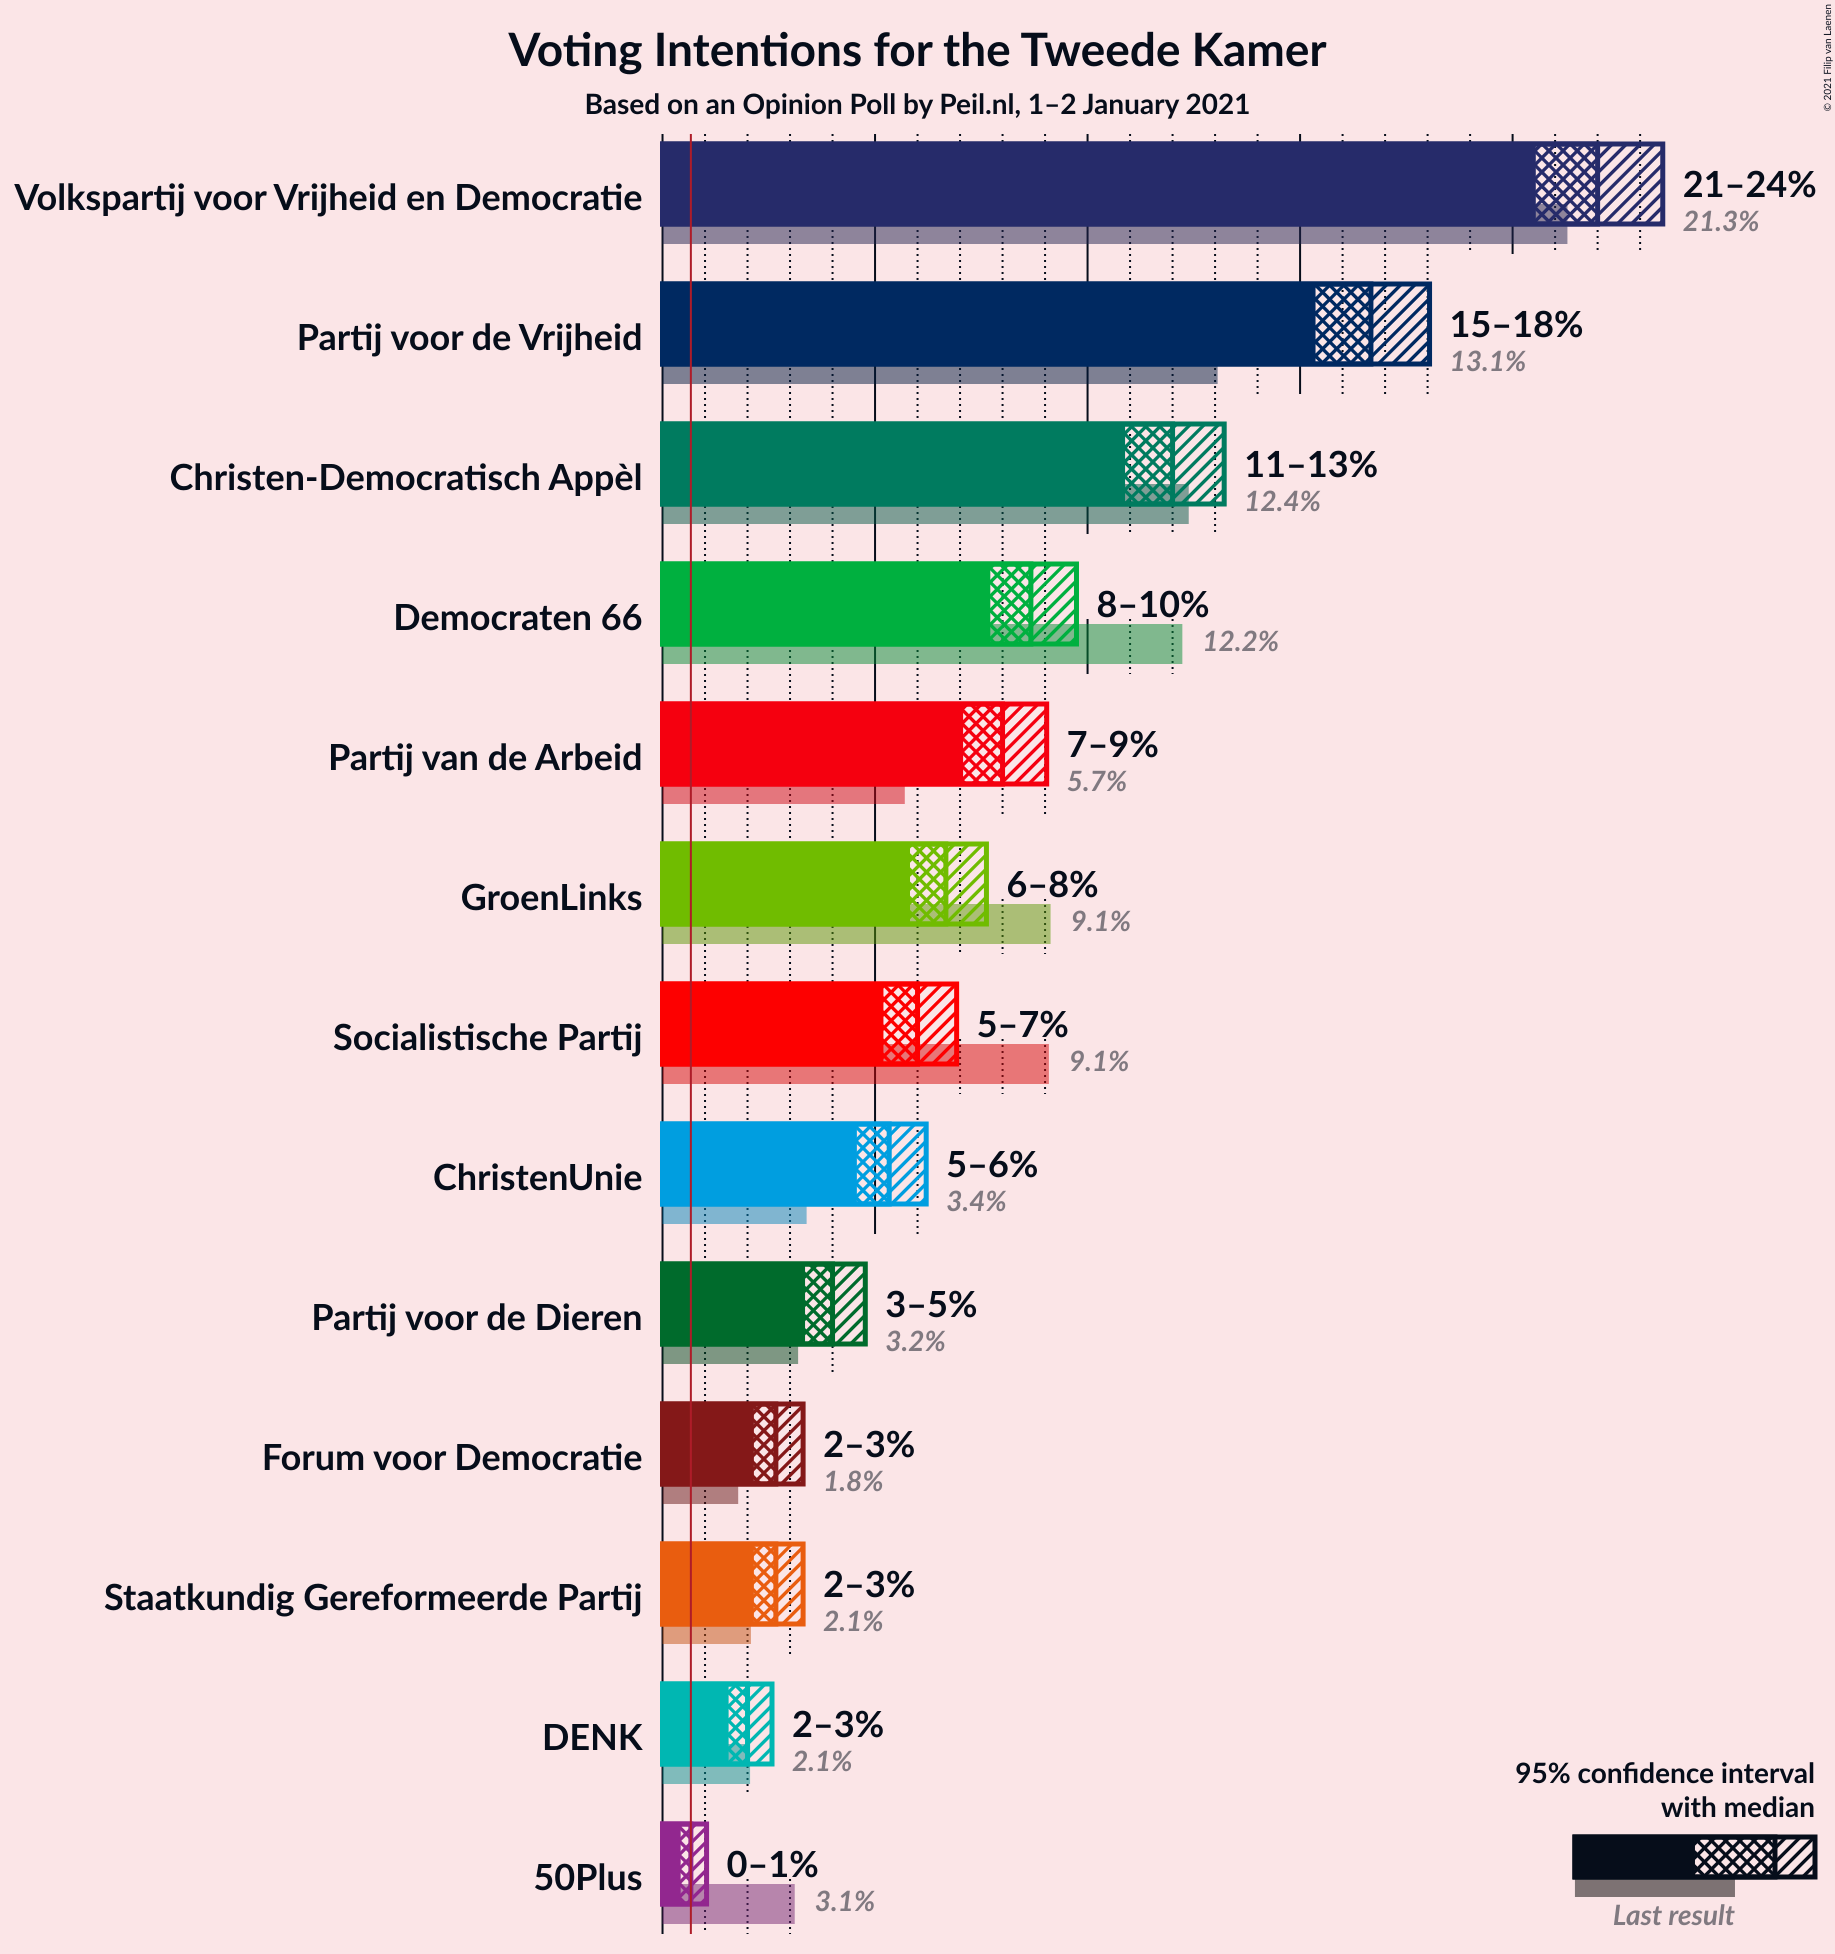 Voting Intentions for the Tweede Kamer
Based on an Opinion Poll by Peil.nl, 1–2 January 2021
© 2021 Filip van Laenen
Volkspartij voor Vrijheid en Democratie
21–24%
21.3%
Partij voor de Vrijheid
15–18%
13.1%
Christen-Democratisch Appèl
11–13%
12.4%
Democraten 66
8–10%
12.2%
Partij van de Arbeid
7–9%
5.7%
GroenLinks
6–8%
9.1%
Socialistische Partij
5–7%
9.1%
ChristenUnie
5–6%
3.4%
Partij voor de Dieren
3–5%
3.2%
Forum voor Democratie
2–3%
1.8%
Staatkundig Gereformeerde Partij
2–3%
2.1%
DENK
2–3%
2.1%
50Plus
0–1%
3.1%
95% confidence interval
with median
Last result